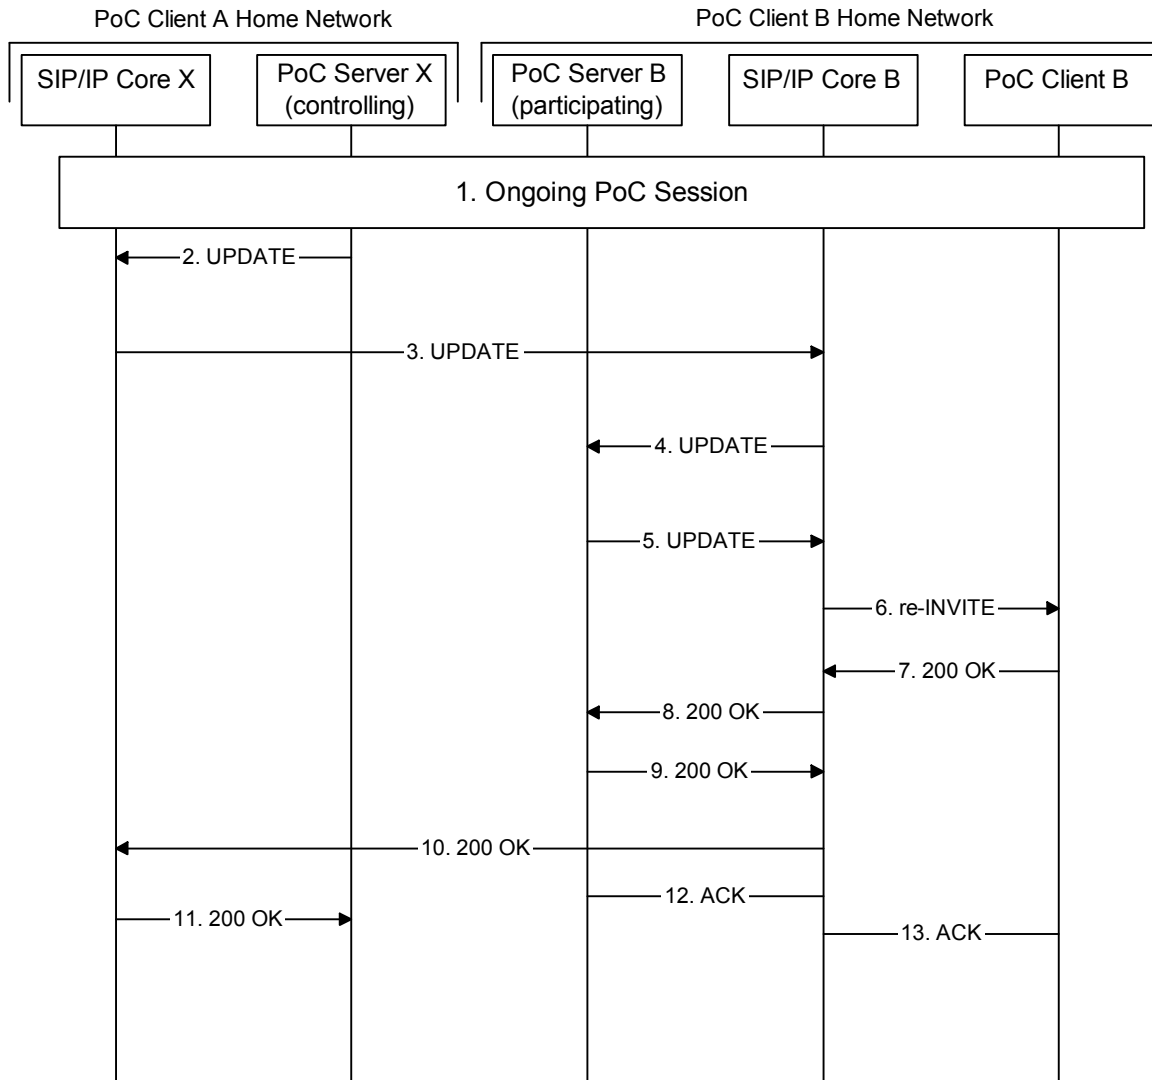 PoC Client A Home Network
PoC Client B Home Network
SIP/IP Core X
PoC Server X
(controlling)
PoC Server B
(participating)
SIP/IP Core B
PoC Client B
1. Ongoing PoC Session
2. UPDATE
3. UPDATE
4. UPDATE
5. UPDATE
6. re-INVITE
7. 200 OK
8. 200 OK
9. 200 OK
10. 200 OK
12. ACK
11. 200 OK
13. ACK